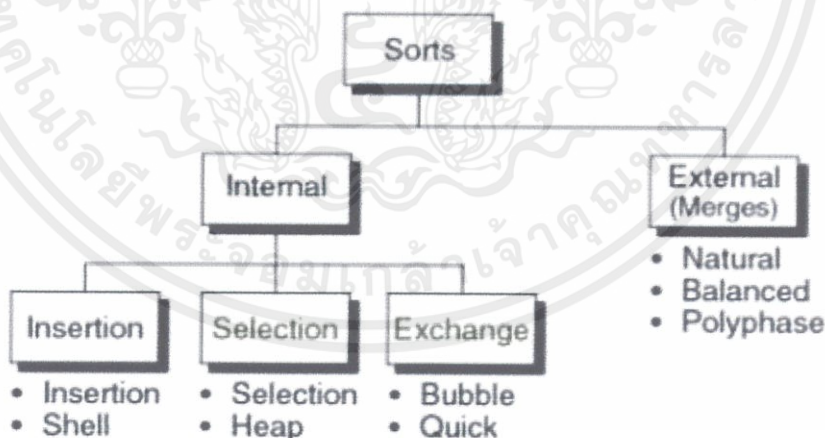 Sorts
Internal
External
(Merges)
• Natural
• Balanced
• Polyphase
Insertion
Selection
Exchange
• Insertion
• Shell
• Selection
• Heap
• Bubble
• Quick